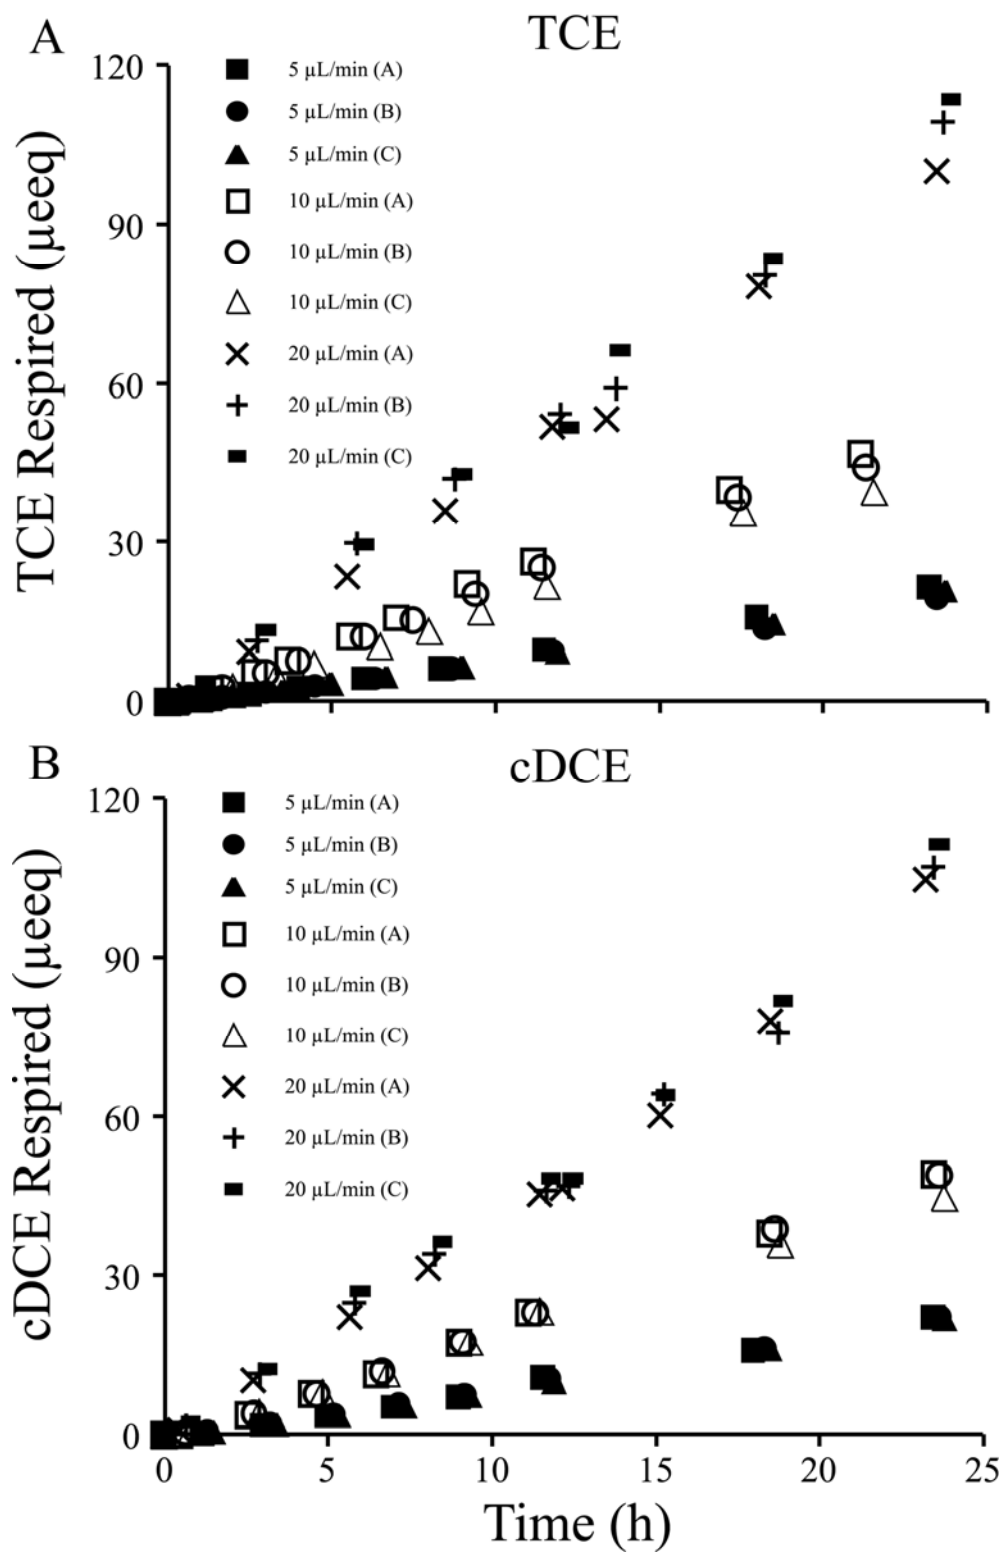 A
TCE
120
90
60
30
0
TCE Respired (µeeq)
5 µL/min (A)
5 µL/min (B)
5 µL/min (C)
10 µL/min (A)
10 µL/min (B)
10 µL/min (C)
20 µL/min (A)
20 µL/min (B)
20 µL/min (C)
B
cDCE
120
90
60
30
0
cDCE Respired (µeeq)
5 µL/min (A)
5 µL/min (B)
5 µL/min (C)
10 µL/min (A)
10 µL/min (B)
10 µL/min (C)
20 µL/min (A)
20 µL/min (B)
20 µL/min (C)
0 5 10 15 20 25
Time (h)